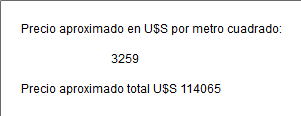 Precio aproximado en U$S por metro cuadrado:
3259
Precio aproximado total U$S 114065